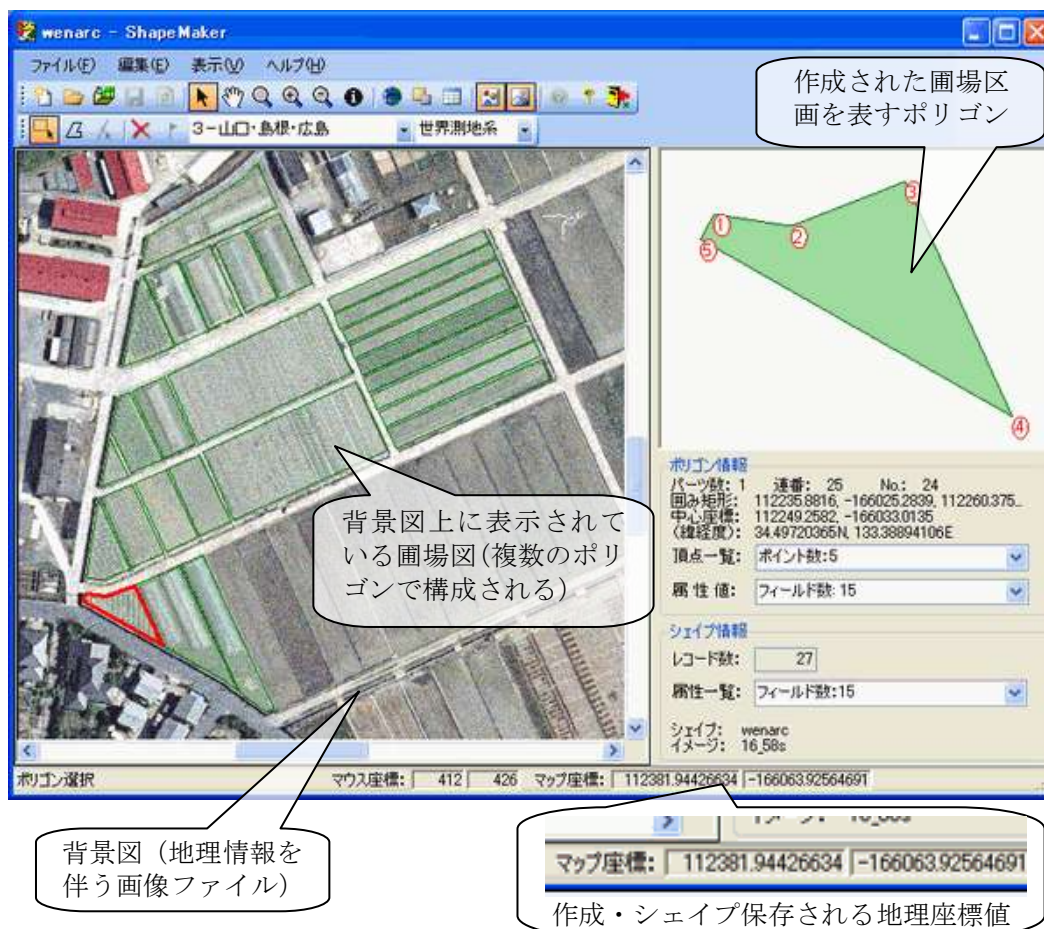 wenarc - ShapeMaker
ファイル(F) 編集(E) 表示(V) ヘルプ(H)
3-山口・島根・広島 世界測地系
作成された圃場区
画を表すポリゴン
①
②
③
④
⑤
背景図上に表示されて
いる圃場図(複数のポリ
ゴンで構成される)
ポリゴン情報
パーツ数: 1 連番: 25 No.: 24
囲み矩形: 112235.8816, -166025.2839, 112260.375...
中心座標: 112249.2582, -166033.0135
(緯経度): 34.49720365N, 133.38894106E
頂点一覧: ポイント数:5
属性値: フィールド数: 15
シェイプ情報
レコード数: 27
属性一覧: フィールド数:15
シェイプ: wenarc
イメージ: 16_58s
ポリゴン選択 マウス座標: 412 426 マップ座標: 112381.94426634 -166063.92564691
背景図(地理情報を
伴う画像ファイル)
マップ座標: 112381.94426634 -166063.92564691
作成・シェイプ保存される地理座標値